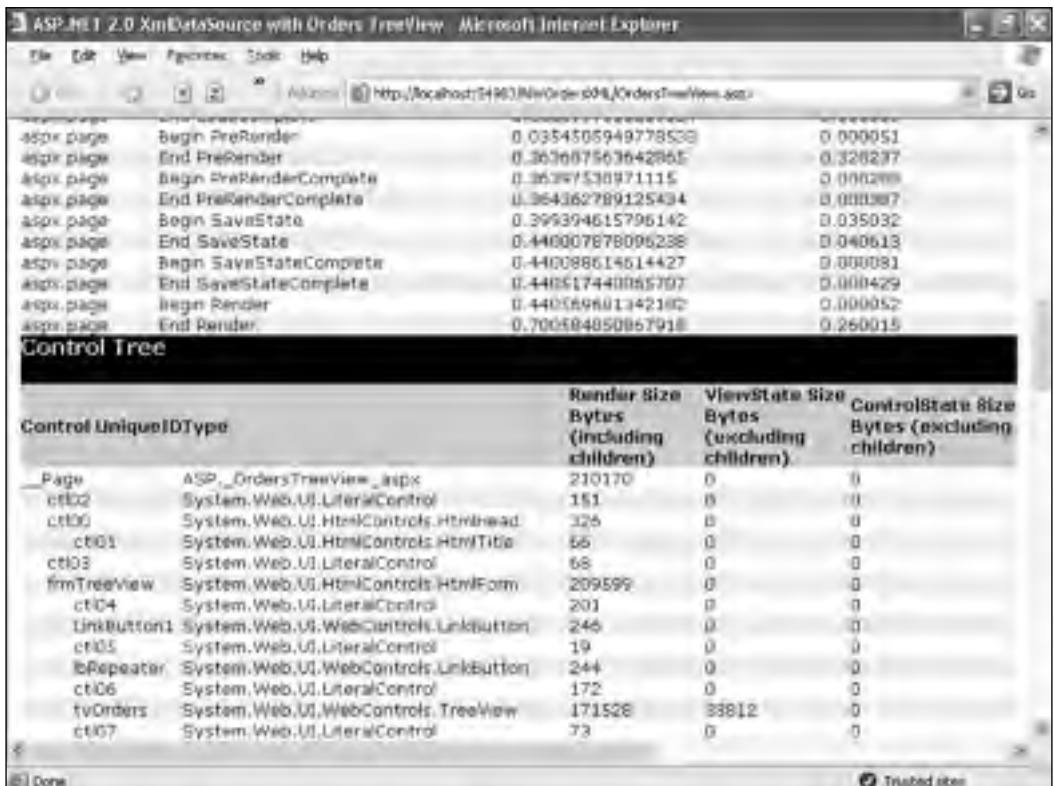 ASP.NET 2.0 XmlDataSource with Orders TreeView - Microsoft Internet Explorer
File Edit View Favorites Tools Help
http://localhost:54983/NWOrdersXML/OrdersTreeView.aspx Go
aspx.page Begin PreRender 0.0354505949778538 0.000051
aspx.page End PreRender 0.363687563642865 0.328237
aspx.page Begin PreRenderComplete 0.36397530971115
aspx.page End PreRenderComplete 0.364362789125434 0.000387
aspx.page Begin SaveState 0.399394615796142 0.035032
aspx.page End SaveState 0.440007878096238 0.040613
aspx.page Begin SaveStateComplete 0.440088614614427 0.000081
aspx.page End SaveStateComplete 0.000429
aspx.page Begin Render 0.000052
aspx.page End Render 0.260015
Control Tree
Control UniqueID Type Render Size Bytes (including children) ViewState Size Bytes (excluding children) ControlState Size Bytes (excluding children)
__Page ASP._OrdersTreeView_aspx 210170 0 0
ctl02 System.Web.UI.LiteralControl 151 0 0
ctl00 System.Web.UI.HtmlControls.HtmlHead 326 0 0
ctl01 System.Web.UI.HtmlControls.HtmlTitle 66 0 0
ctl03 System.Web.UI.LiteralControl 68 0 0
frmTreeView System.Web.UI.HtmlControls.HtmlForm 209599 0 0
ctl04 System.Web.UI.LiteralControl 201 0 0
LinkButton1 System.Web.UI.WebControls.LinkButton 246 0 0
ctl05 System.Web.UI.LiteralControl 19 0 0
lbRepeater System.Web.UI.WebControls.LinkButton 244 0 0
ctl06 System.Web.UI.LiteralControl 172 0 0
tvOrders System.Web.UI.WebControls.TreeView 171528 33812 0
ctl07 System.Web.UI.LiteralControl 73 0 0
Done Trusted sites